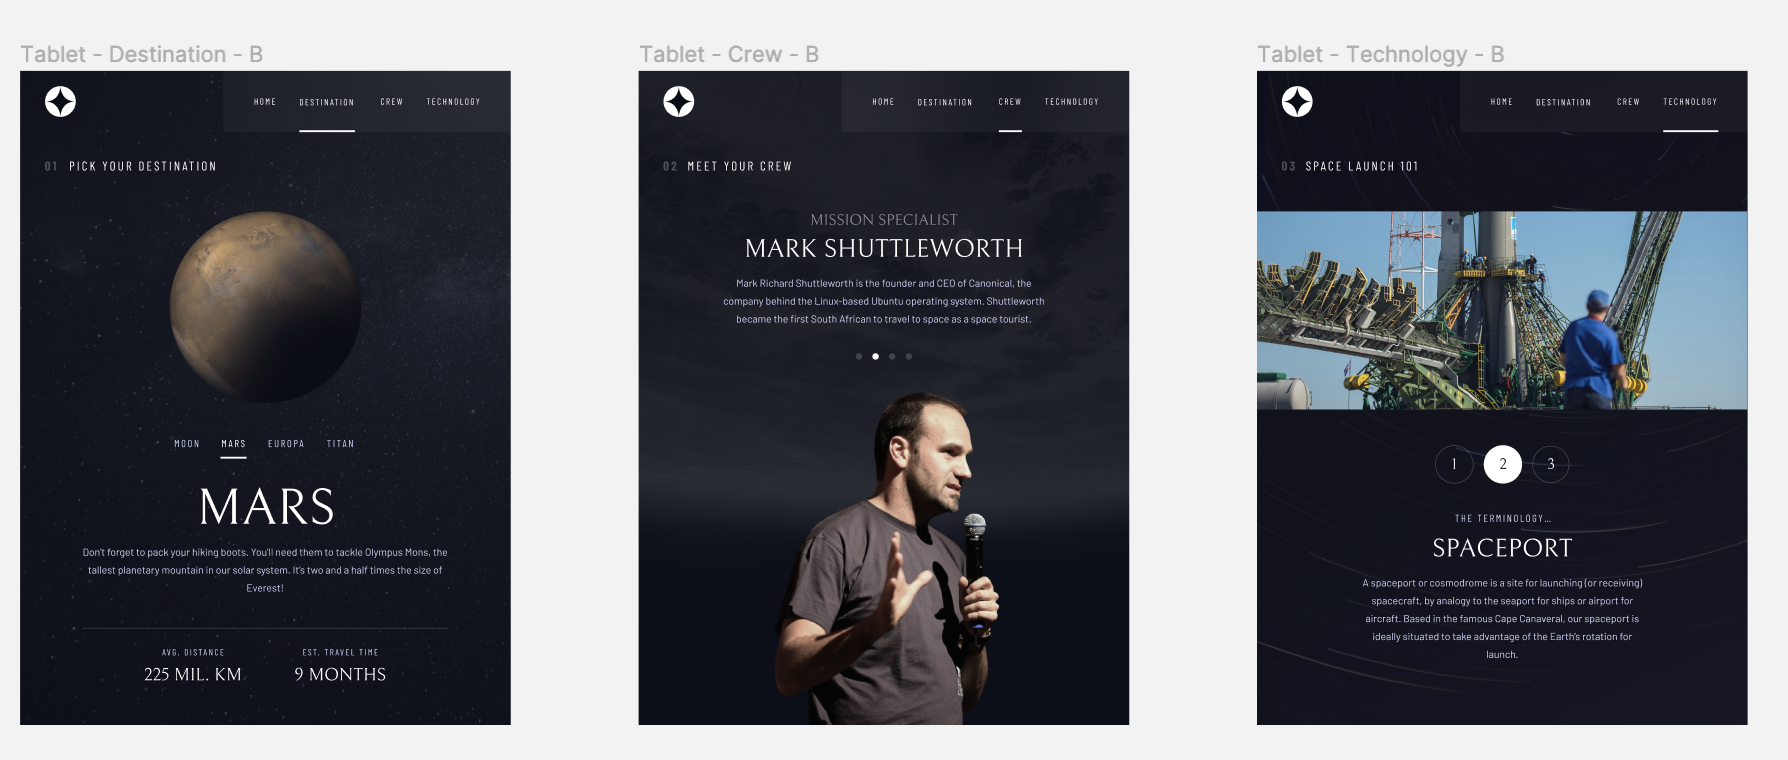 Tablet - Destination - B
HOME DESTINATION CREW TECHNOLOGY
01 PICK YOUR DESTINATION
MOON MARS EUROPA TITAN
MARS
Don't forget to pack your hiking boots. You'll need them to tackle Olympus Mons, the
tallest planetary mountain in our solar system. It's two and a half times the size of
Everest!
AVG. DISTANCE
225 MIL. KM
EST. TRAVEL TIME
9 MONTHS
Tablet - Crew - B
HOME DESTINATION CREW TECHNOLOGY
02 MEET YOUR CREW
MISSION SPECIALIST
MARK SHUTTLEWORTH
Mark Richard Shuttleworth is the founder and CEO of Canonical, the
company behind the Linux-based Ubuntu operating system. Shuttleworth
became the first South African to travel to space as a space tourist.
Tablet - Technology - B
HOME DESTINATION CREW TECHNOLOGY
03 SPACE LAUNCH 101
1 2 3
THE TERMINOLOGY...
SPACEPORT
A spaceport or cosmodrome is a site for launching (or receiving)
spacecraft, by analogy to the seaport for ships or airport for
aircraft. Based in the famous Cape Canaveral, our spaceport is
ideally situated to take advantage of the Earth's rotation for
launch.